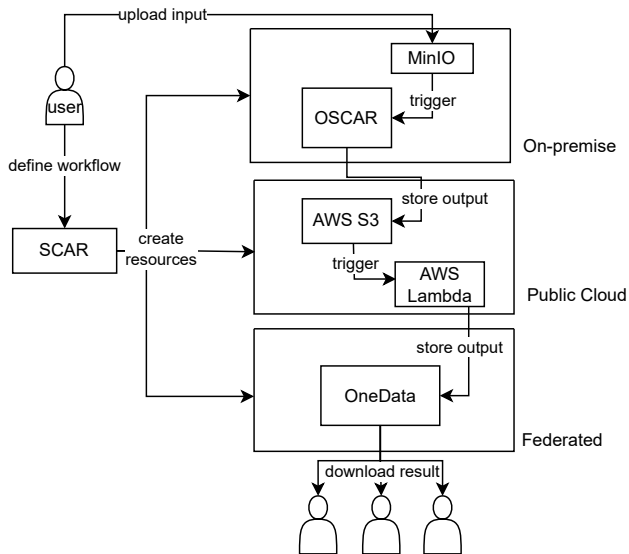 upload input
MinIO
user
trigger
OSCAR
On-premise
define workflow
store output
AWS S3
SCAR
create
resources
trigger
AWS
Lambda
Public Cloud
store output
OneData
Federated
download result